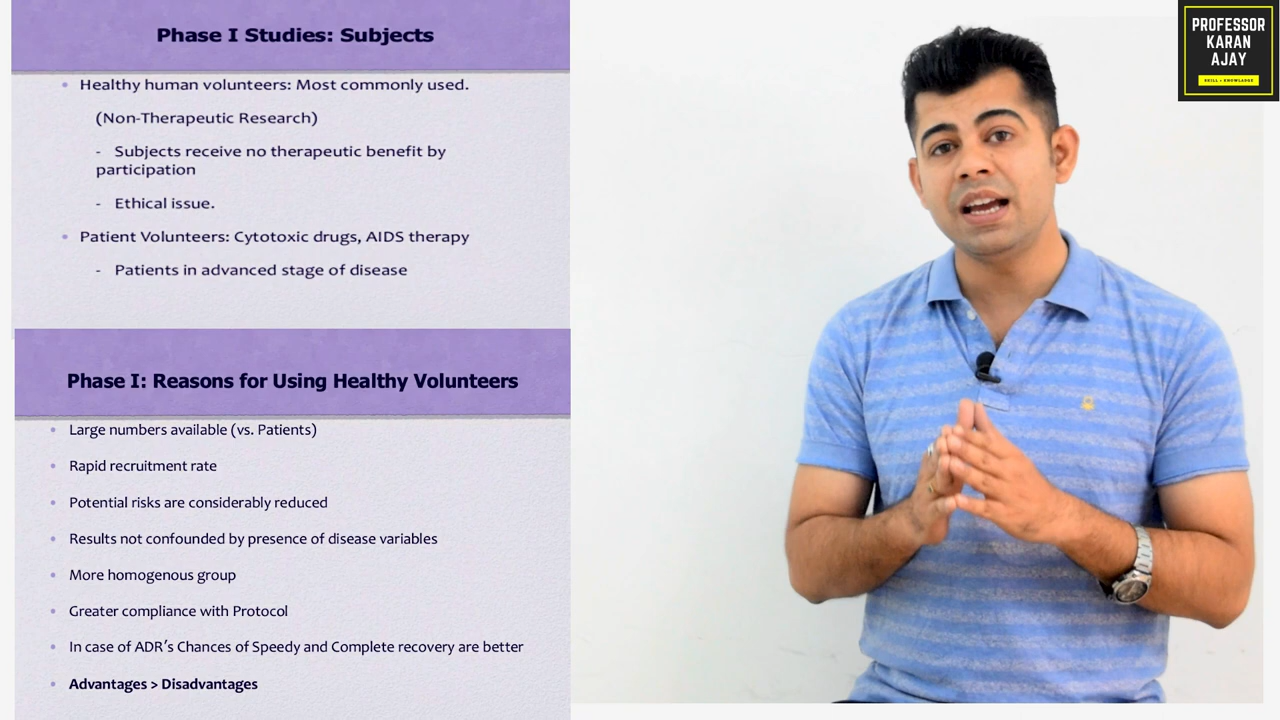 Phase I Studies: Subjects
• Healthy human volunteers: Most commonly used.
(Non-Therapeutic Research)
- Subjects receive no therapeutic benefit by
participation
- Ethical issue.
• Patient Volunteers: Cytotoxic drugs, AIDS therapy
- Patients in advanced stage of disease
Phase I: Reasons for Using Healthy Volunteers
• Large numbers available (vs. Patients)
• Rapid recruitment rate
• Potential risks are considerably reduced
• Results not confounded by presence of disease variables
• More homogenous group
• Greater compliance with Protocol
• In case of ADR's Chances of Speedy and Complete recovery are better
• Advantages > Disadvantages
PROFESSOR
KARAN
AJAY
SKILL + KNOWLEDGE